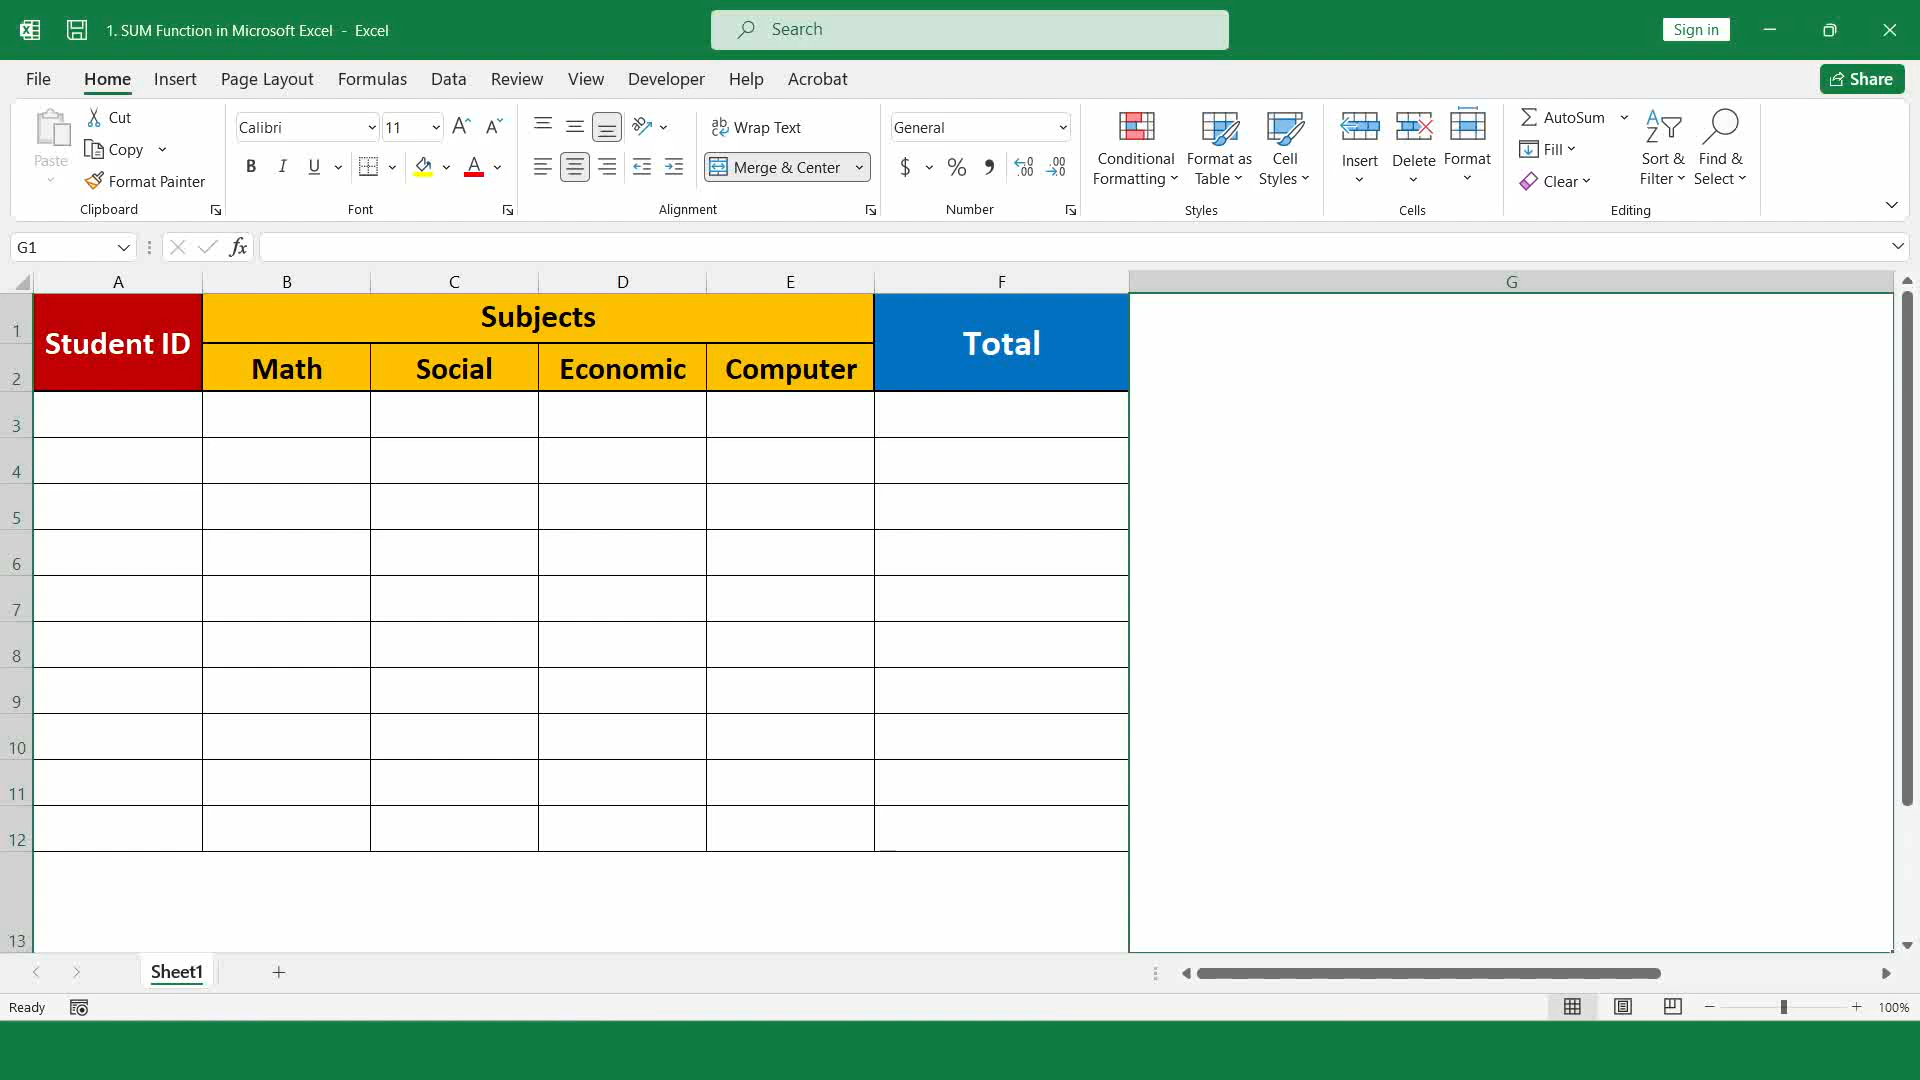 1. SUM Function in Microsoft Excel - Excel
Search
Sign in
File Home Insert Page Layout Formulas Data Review View Developer Help Acrobat
Share
Paste
Cut
Copy
Format Painter
Clipboard
Calibri 11
B I U A
Font
Wrap Text
Merge & Center
Alignment
General
$ % 9 .00
Number
Conditional Formatting
Format as Table
Cell Styles
Styles
Insert
Delete
Format
Cells
AutoSum
Fill
Clear
Sort & Filter
Find & Select
Editing
G1
fx
A B C D E F G
1
Student ID
Subjects
Total
2
Math Social Economic Computer
3
4
5
6
7
8
9
10
11
12
13
Sheet1
Ready
100%